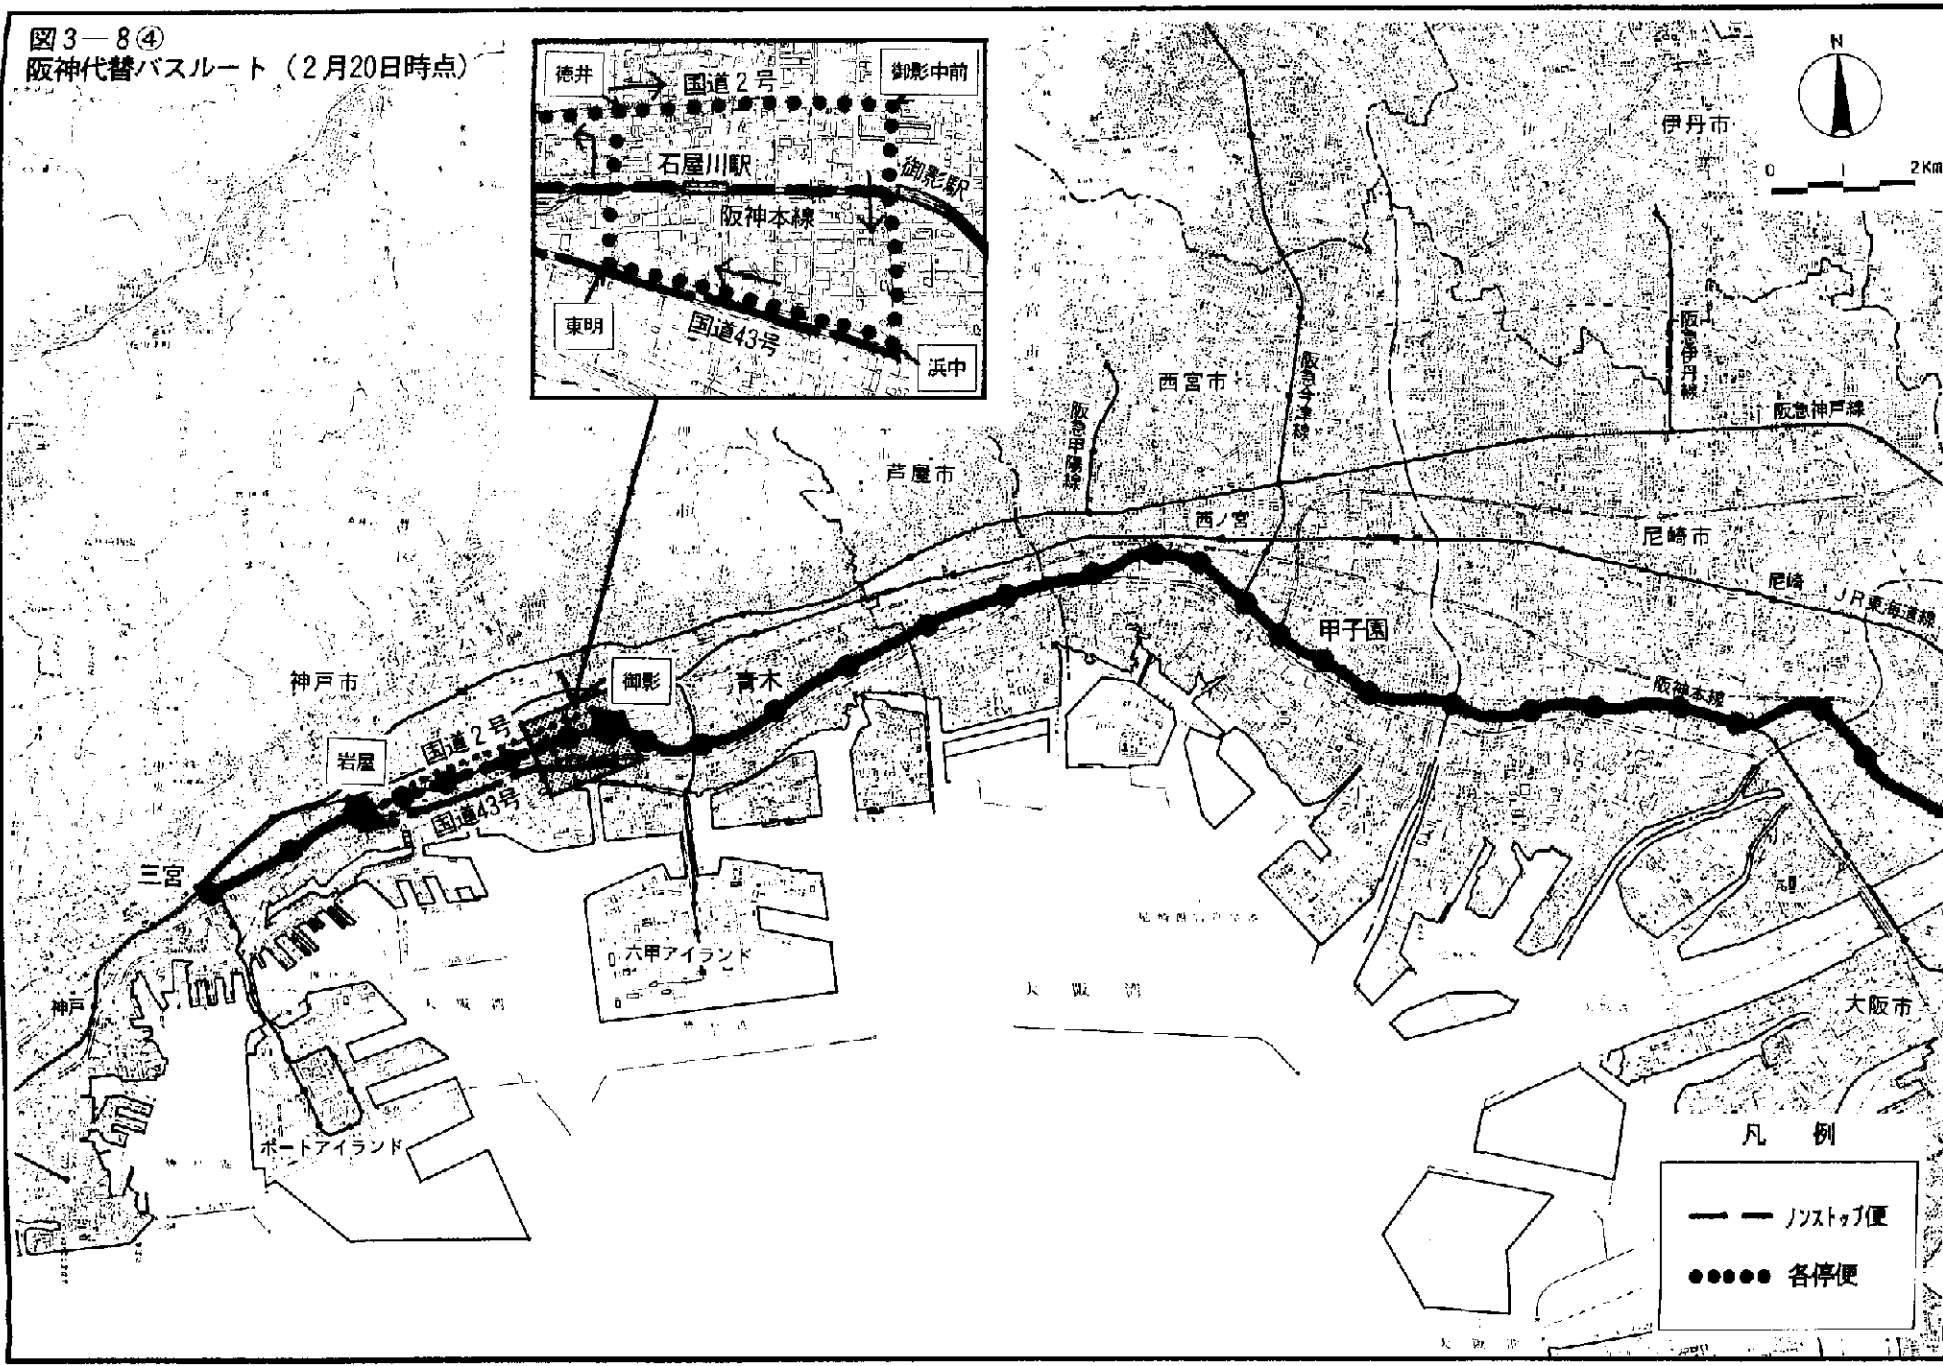 図3-8④
阪神代替バスルート（2月20日時点）
徳井
国道2号
御影中前
石屋川駅
御影駅
阪神本線
東明
国道43号
浜中
N
0 1 2Km
伊丹市
阪急伊丹線
阪急神戸線
西宮市
阪急今津線
阪急甲陽線
芦屋市
西ノ宮
尼崎市
尼崎
JR東海道線
甲子園
阪神本線
神戸市
御影
青木
国道2号
岩屋
国道43号
三宮
六甲アイランド
神戸
大阪湾
大阪湾
大阪市
ポートアイランド
凡例
ノンストップ便
各停便